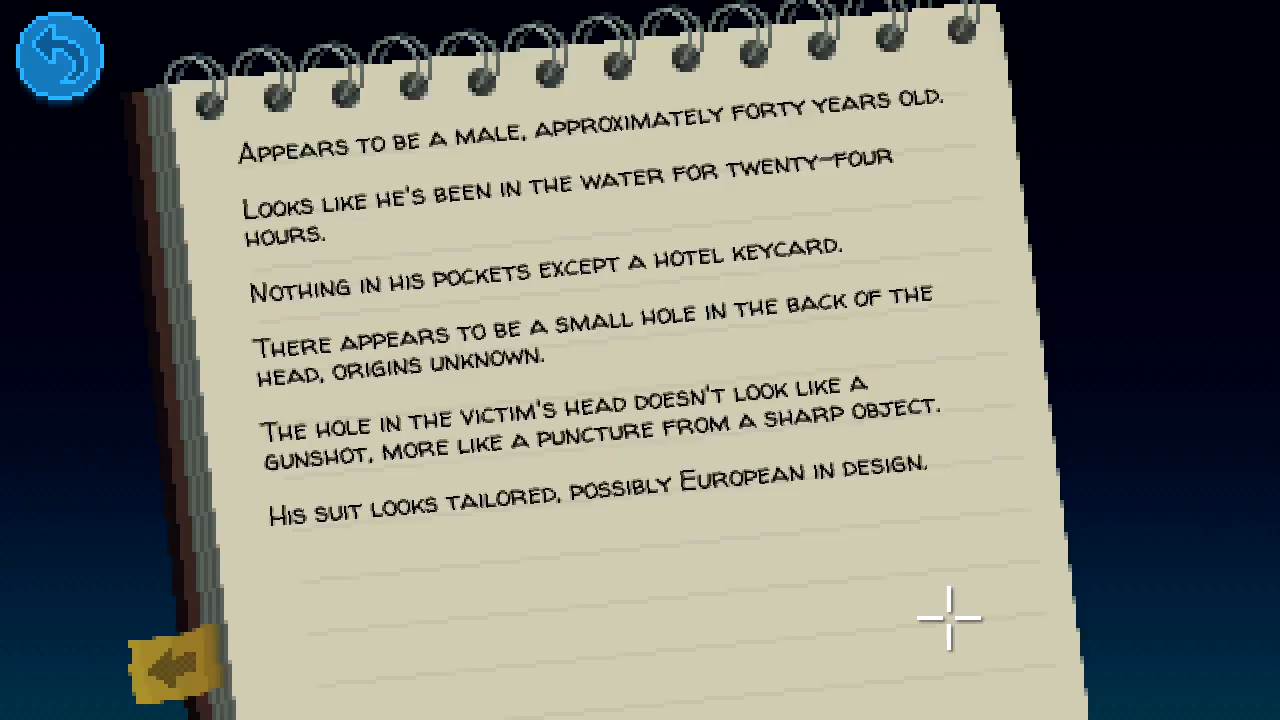 Appears to be a male, approximately forty years old.
Looks like he's been in the water for twenty-four
hours.
Nothing in his pockets except a hotel keycard.
There appears to be a small hole in the back of the
head, origins unknown.
The hole in the victim's head doesn't look like a
gunshot, more like a puncture from a sharp object.
His suit looks tailored, possibly European in design.